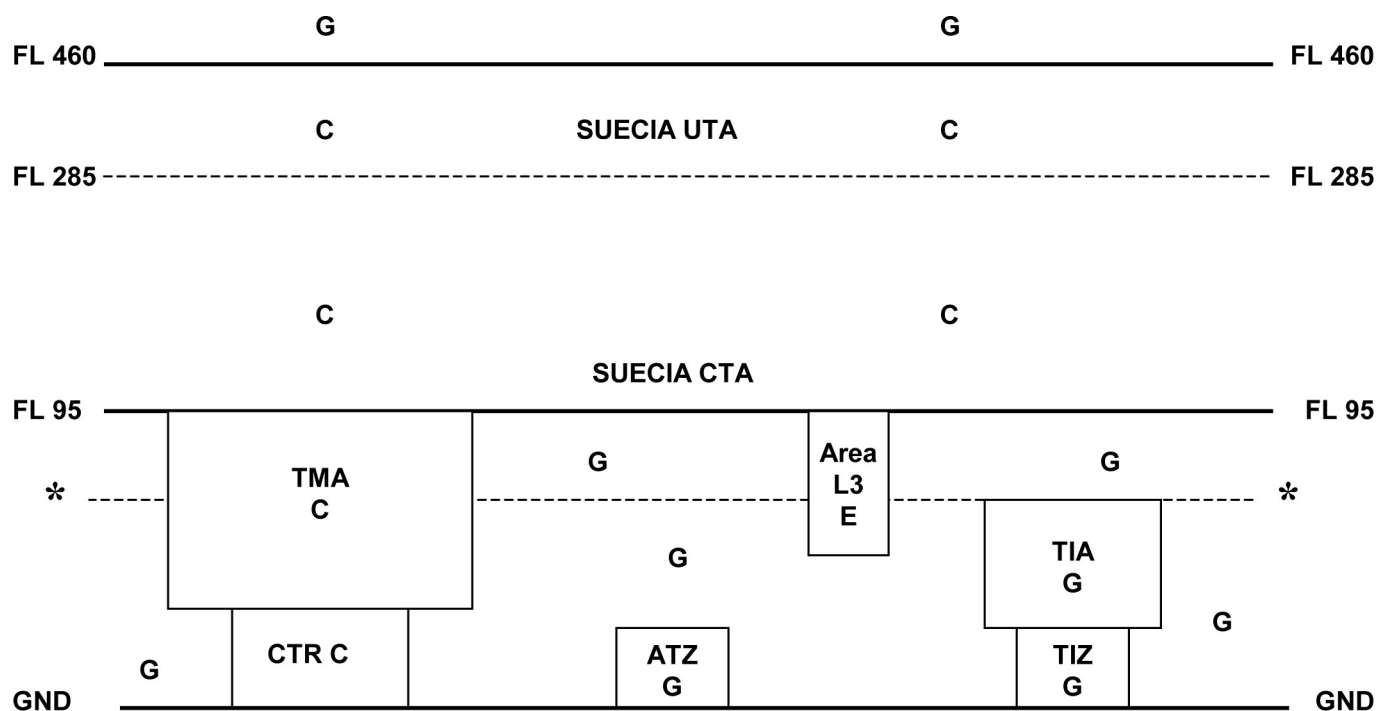 G G
FL 460 FL 460
C SUECIA UTA C
FL 285 FL 285
C C
SUECIA CTA
FL 95 FL 95
TMA
C
G
Area
L3
E
G
* *
G
TIA
G
G
CTR C
G
ATZ
G
TIZ
G
GND GND